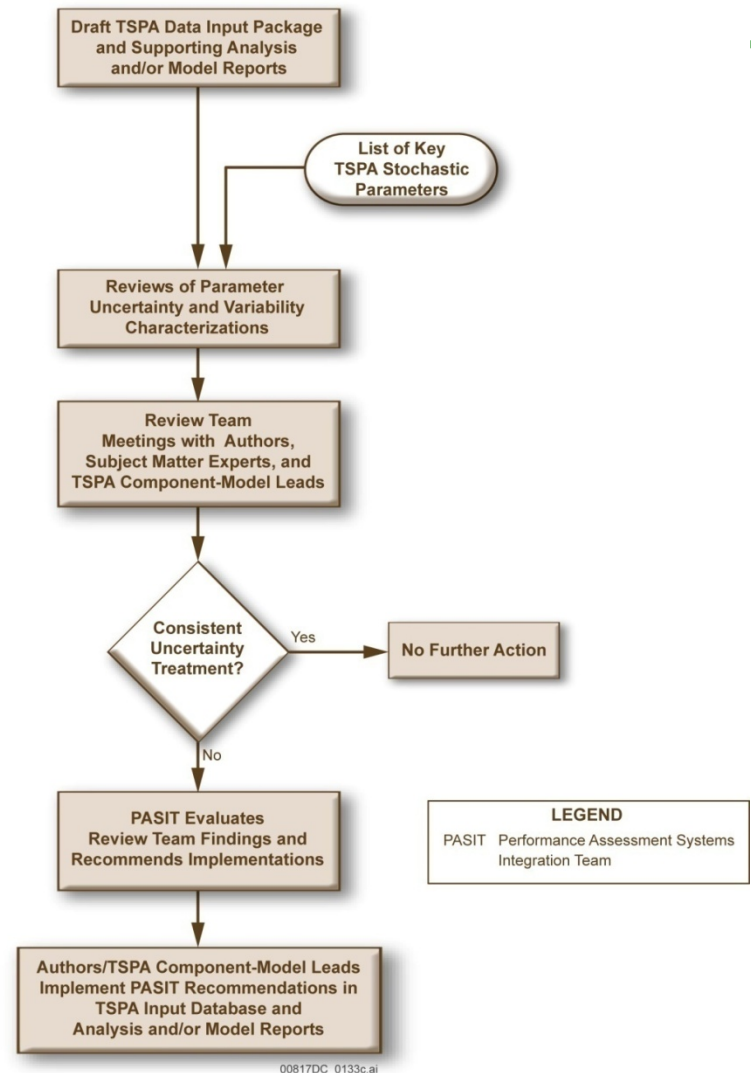 Draft TSPA Data Input Package
and Supporting Analysis
and/or Model Reports
List of Key
TSPA Stochastic
Parameters
Reviews of Parameter
Uncertainty and Variability
Characterizations
Review Team
Meetings with Authors,
Subject Matter Experts, and
TSPA Component-Model Leads
Consistent
Uncertainty
Treatment?
Yes
No Further Action
No
PASIT Evaluates
Review Team Findings and
Recommends Implementations
LEGEND
PASIT Performance Assessment Systems
Integration Team
Authors/TSPA Component-Model Leads
Implement PASIT Recommendations in
TSPA Input Database and
Analysis and/or Model Reports
00817DC_0133c.ai